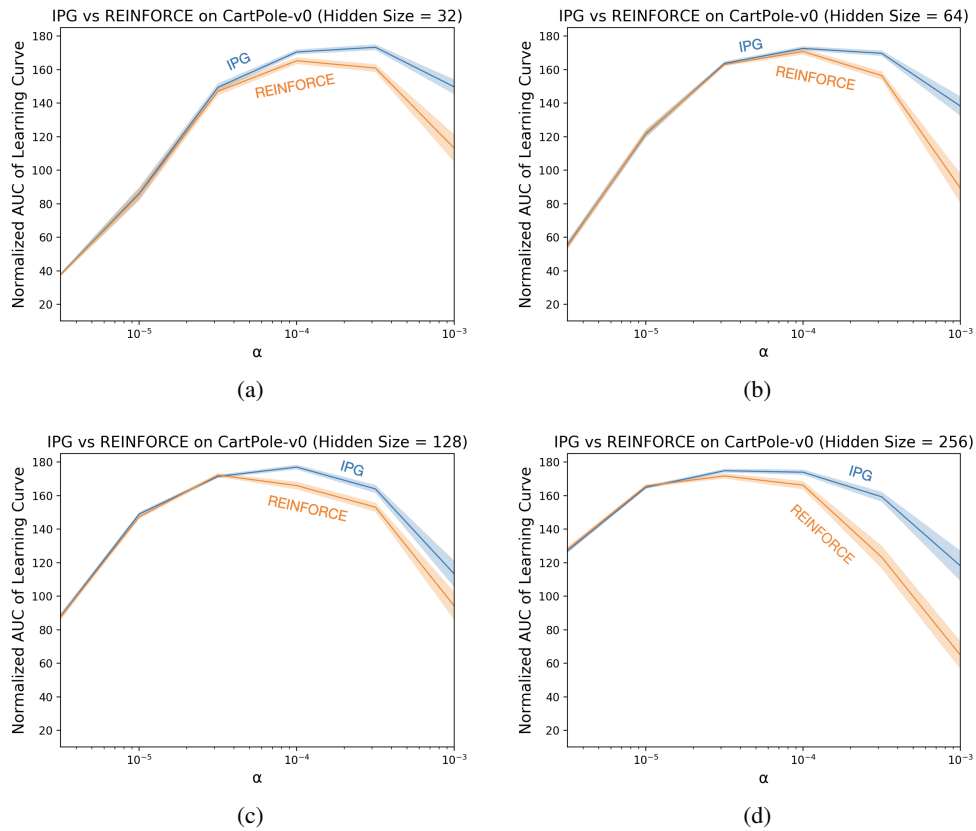 IPG vs REINFORCE on CartPole-v0 (Hidden Size = 32)
Normalized AUC of Learning Curve
180
160
140
120
100
80
60
40
20
IPG
REINFORCE
10⁻⁵
10⁻⁴
10⁻³
α
(a)
IPG vs REINFORCE on CartPole-v0 (Hidden Size = 64)
Normalized AUC of Learning Curve
180
160
140
120
100
80
60
40
20
IPG
REINFORCE
10⁻⁵
10⁻⁴
10⁻³
α
(b)
IPG vs REINFORCE on CartPole-v0 (Hidden Size = 128)
Normalized AUC of Learning Curve
180
160
140
120
100
80
60
40
20
IPG
REINFORCE
10⁻⁵
10⁻⁴
10⁻³
α
(c)
IPG vs REINFORCE on CartPole-v0 (Hidden Size = 256)
Normalized AUC of Learning Curve
180
160
140
120
100
80
60
40
20
IPG
REINFORCE
10⁻⁵
10⁻⁴
10⁻³
α
(d)